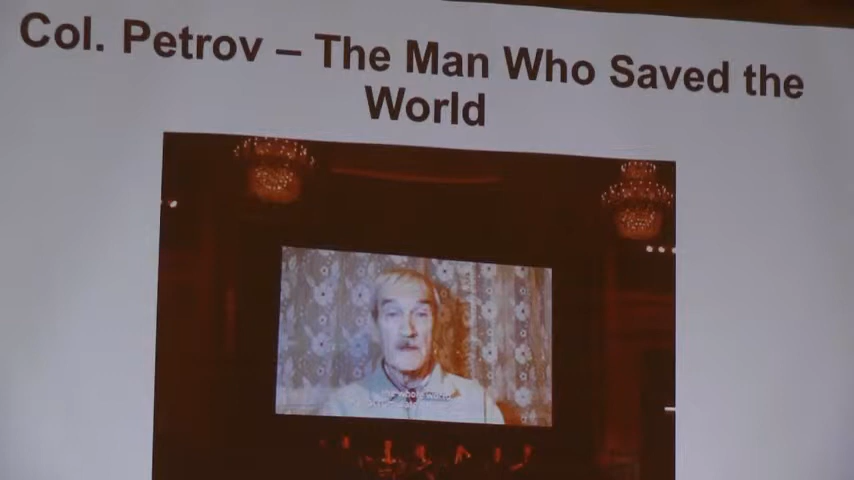 Col. Petrov – The Man Who Saved the
World